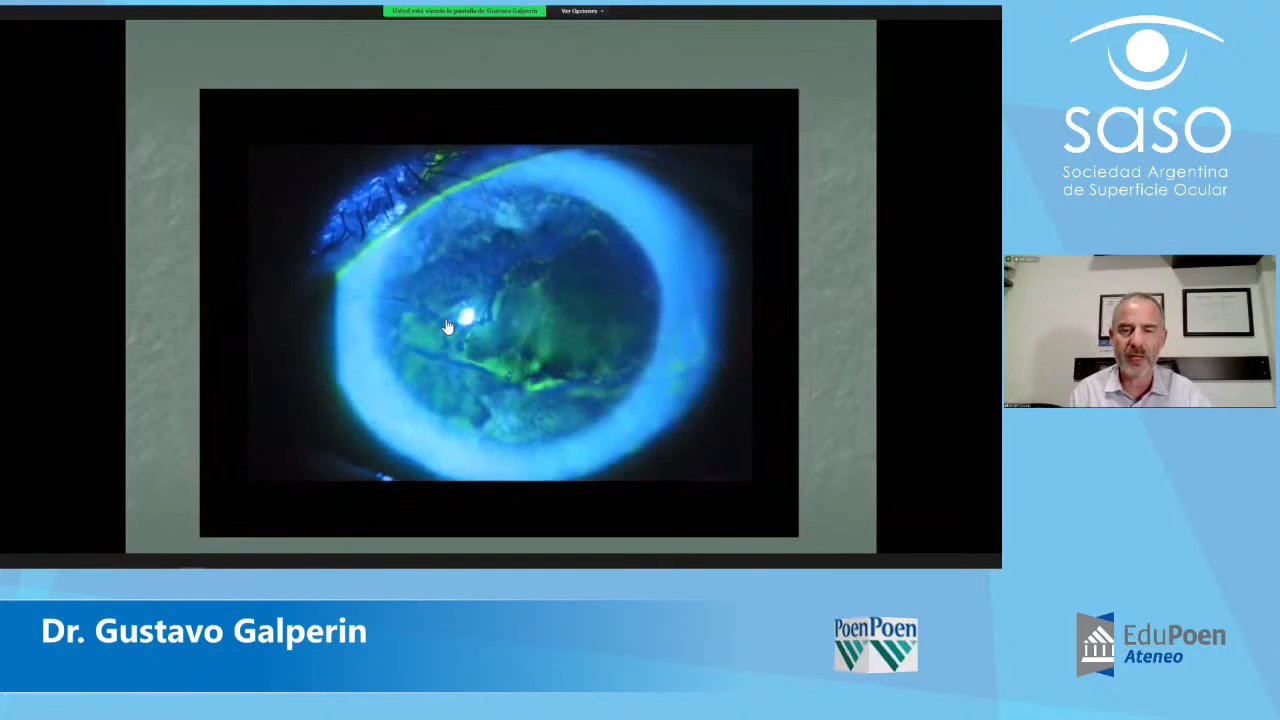 Usted está viendo la pantalla de Gustavo Galperin
Ver Opciones
saso
Sociedad Argentina
de Superficie Ocular
Dr. Gustavo Galperin
PoenPoen
EduPoen
Ateneo